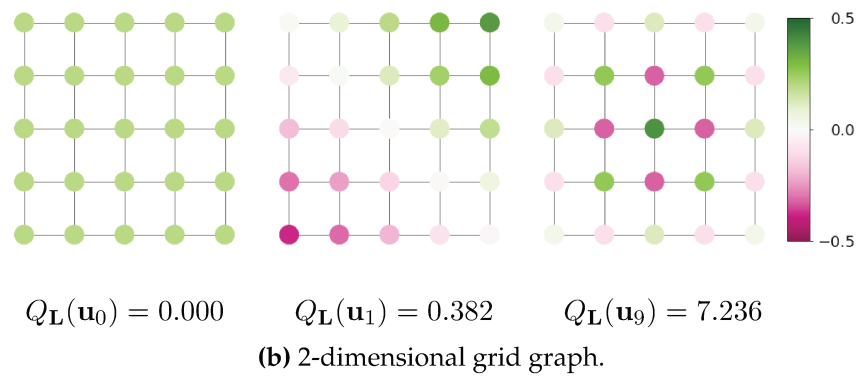 0.5
0.0
−0.5
Q_L(u_0) = 0.000
Q_L(u_1) = 0.382
Q_L(u_9) = 7.236
(b) 2-dimensional grid graph.